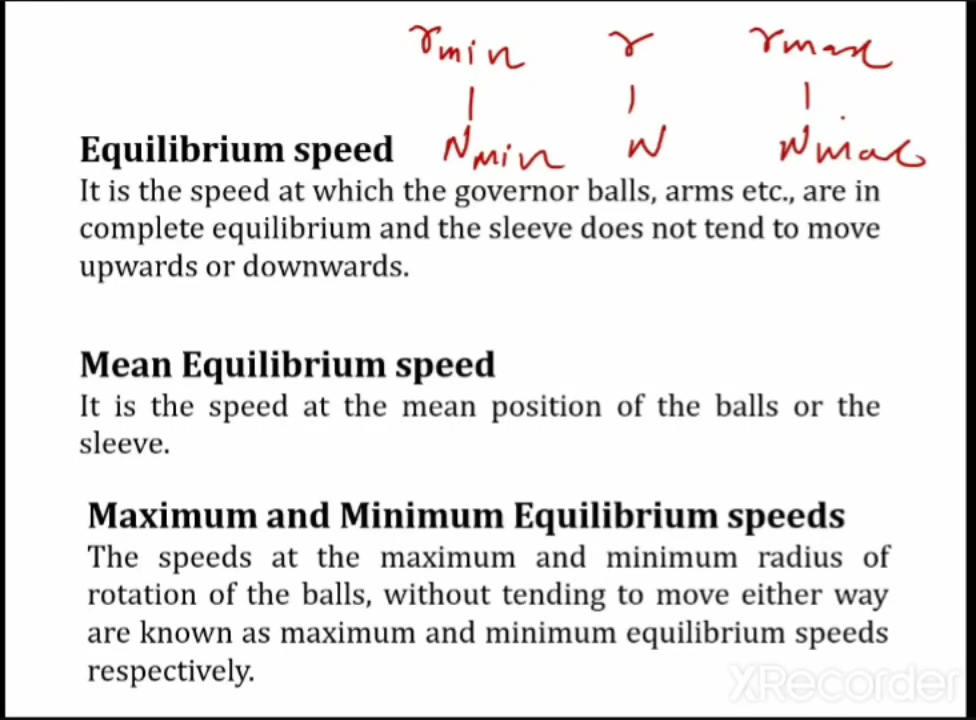 rmin r rmax
Nmin N Nmax
Equilibrium speed
It is the speed at which the governor balls, arms etc., are in
complete equilibrium and the sleeve does not tend to move
upwards or downwards.
Mean Equilibrium speed
It is the speed at the mean position of the balls or the
sleeve.
Maximum and Minimum Equilibrium speeds
The speeds at the maximum and minimum radius of
rotation of the balls, without tending to move either way
are known as maximum and minimum equilibrium speeds
respectively.
XRecorder